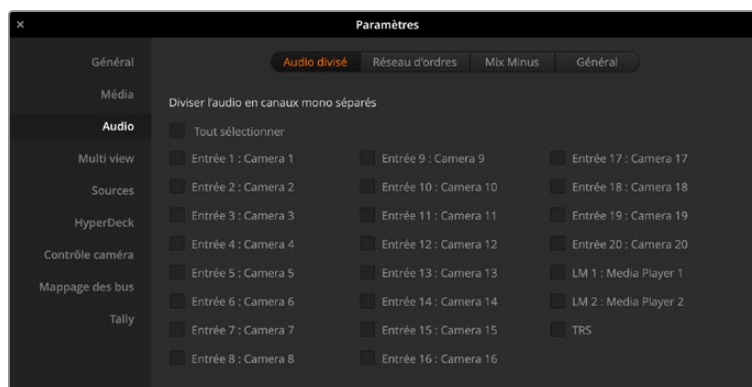 ×
Paramètres
Général
Média
Audio
Multi view
Sources
HyperDeck
Contrôle caméra
Mappage des bus
Tally
Audio divisé
Réseau d'ordres
Mix Minus
Général
Diviser l'audio en canaux mono séparés
Tout sélectionner
Entrée 1 : Camera 1
Entrée 2 : Camera 2
Entrée 3 : Camera 3
Entrée 4 : Camera 4
Entrée 5 : Camera 5
Entrée 6 : Camera 6
Entrée 7 : Camera 7
Entrée 8 : Camera 8
Entrée 9 : Camera 9
Entrée 10 : Camera 10
Entrée 11 : Camera 11
Entrée 12 : Camera 12
Entrée 13 : Camera 13
Entrée 14 : Camera 14
Entrée 15 : Camera 15
Entrée 16 : Camera 16
Entrée 17 : Camera 17
Entrée 18 : Camera 18
Entrée 19 : Camera 19
Entrée 20 : Camera 20
LM 1 : Media Player 1
LM 2 : Media Player 2
TRS